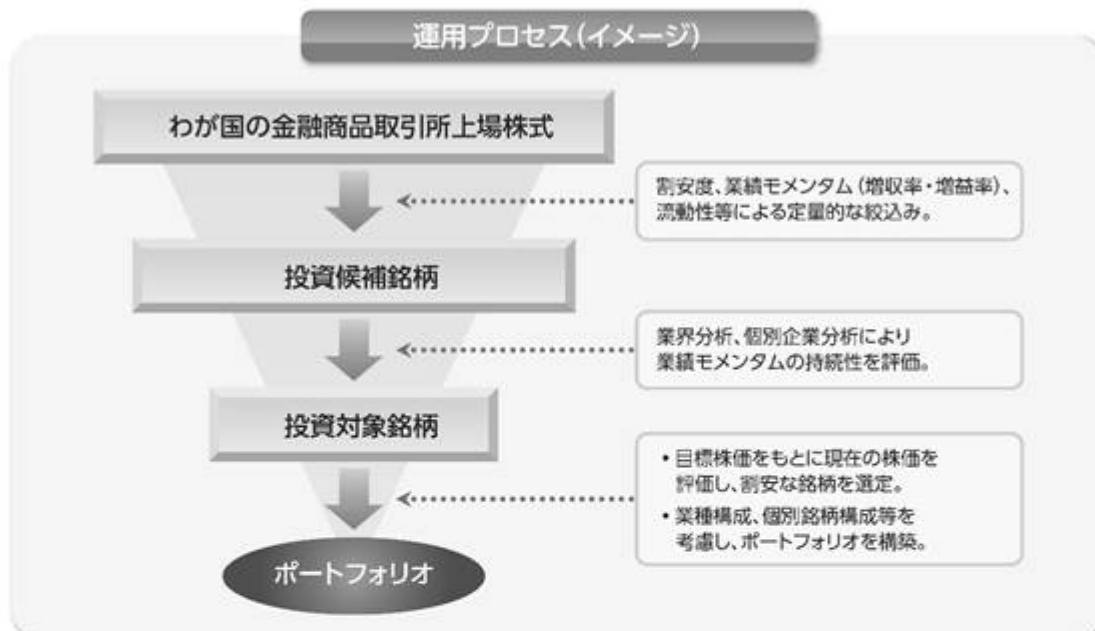 運用プロセス(イメージ)
わが国の金融商品取引所上場株式
割安度、業績モメンタム(増収率・増益率)、
流動性等による定量的な絞込み。
投資候補銘柄
業界分析、個別企業分析により
業績モメンタムの持続性を評価。
投資対象銘柄
・目標株価をもとに現在の株価を
評価し、割安な銘柄を選定。
・業種構成、個別銘柄構成等を
考慮し、ポートフォリオを構築。
ポートフォリオ